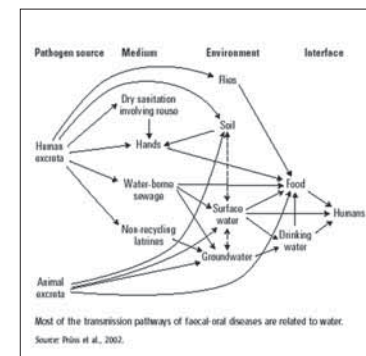 Pathogen source Medium Environment Interface
Flies
Dry sanitation
involving reuse
Soil
Human
excreta
Hands
Water-borne
sewage
Food
Surface
water
Humans
Non-recycling
latrines
Drinking
water
Groundwater
Animal
excreta
Most of the transmission pathways of faecal-oral diseases are related to water.
Source: Prüss et al., 2002.